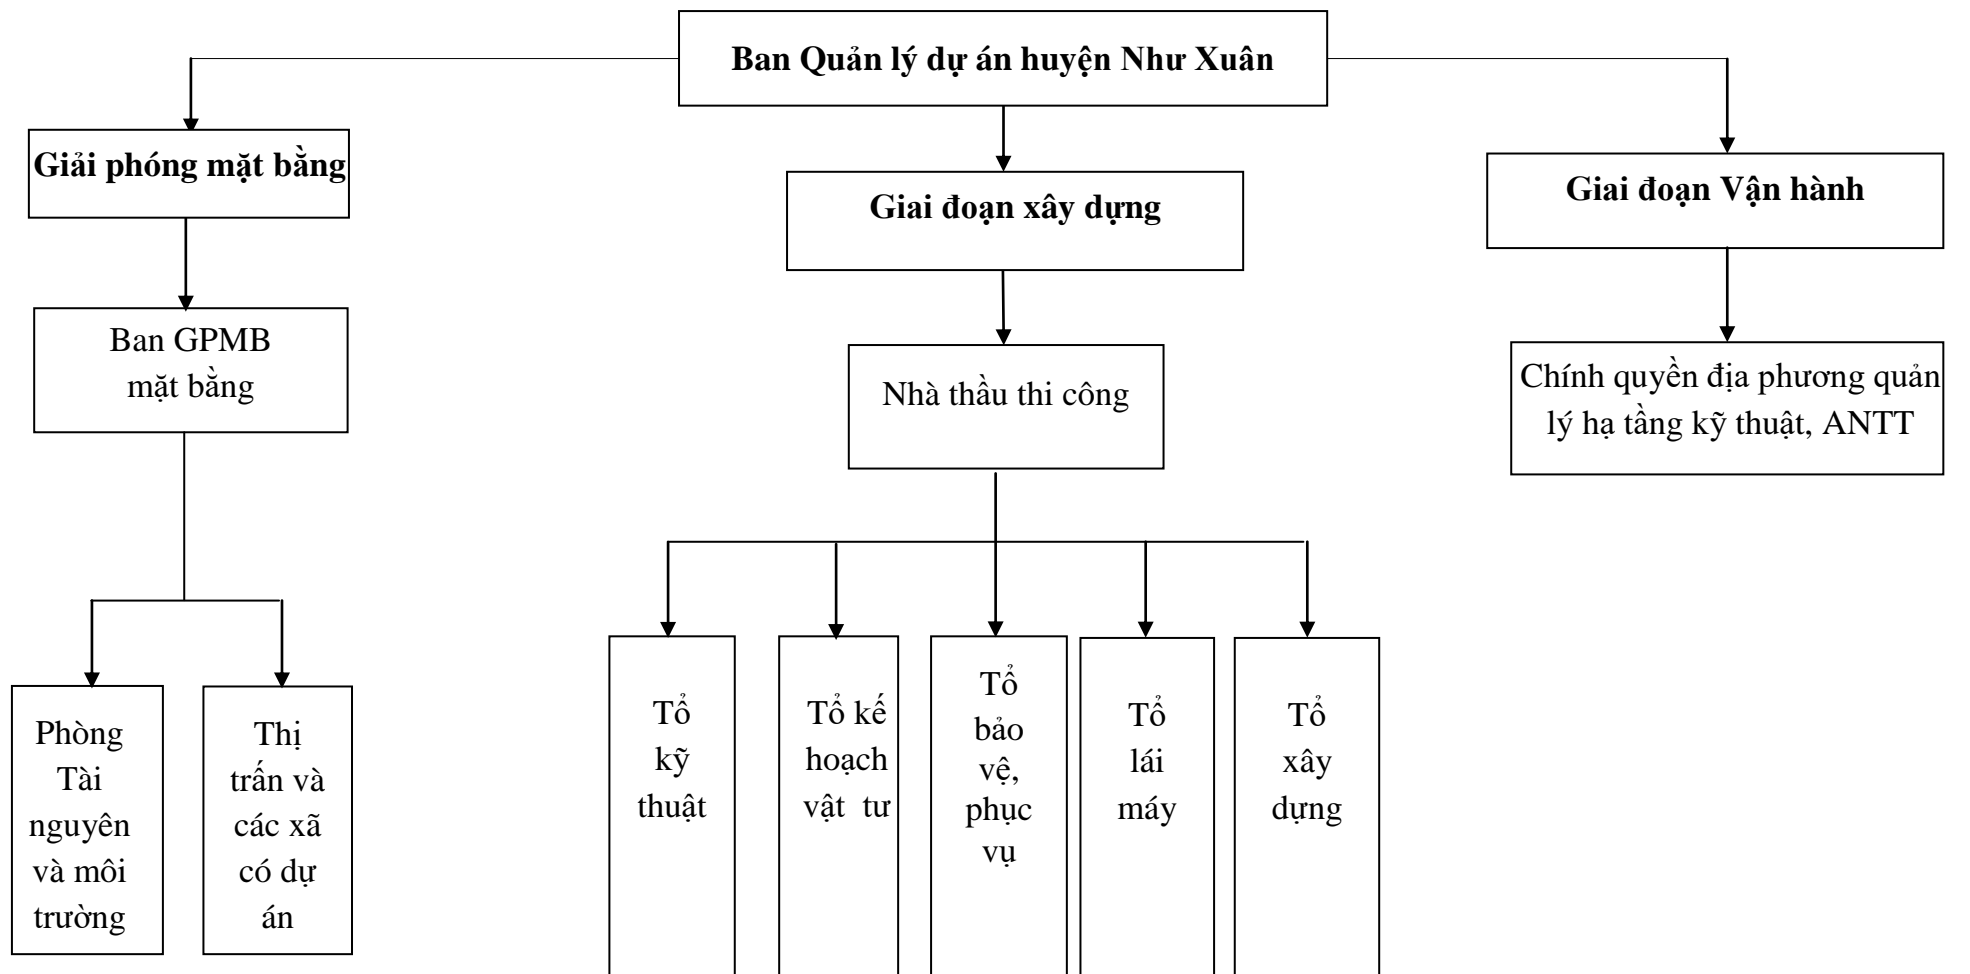 Ban Quản lý dự án huyện Như Xuân
Giải phóng mặt bằng
Giai đoạn xây dựng
Giai đoạn Vận hành
Ban GPMB
mặt bằng
Nhà thầu thi công
Chính quyền địa phương quản
lý hạ tầng kỹ thuật, ANTT
Phòng
Tài
nguyên
và môi
trường
Thị
trấn và
các xã
có dự
án
Tổ
kỹ
thuật
Tổ kế
hoạch
vật tư
Tổ
bảo
vệ,
phục
vụ
Tổ
lái
máy
Tổ
xây
dựng